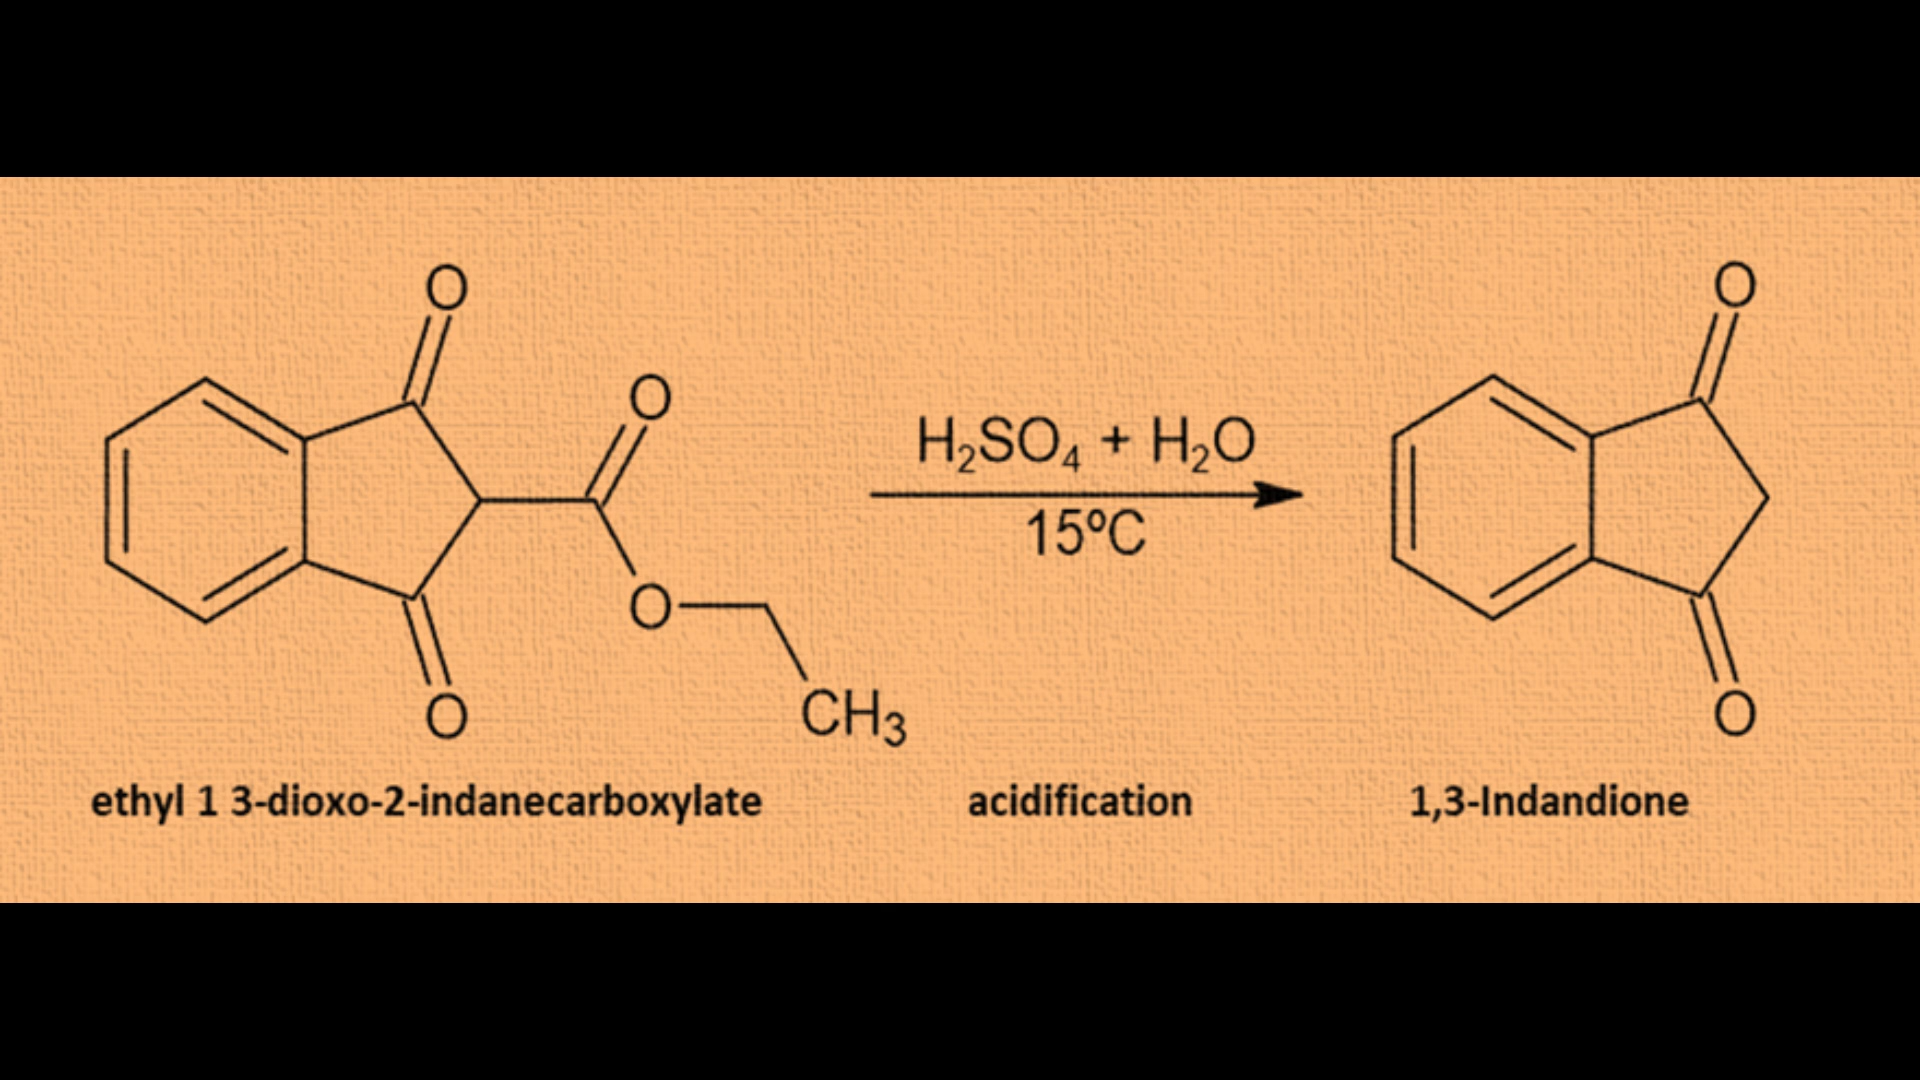 O
O
O
O
CH₃
H₂SO₄ + H₂O
15ºC
O
O
ethyl 1 3-dioxo-2-indanecarboxylate
acidification
1,3-Indandione